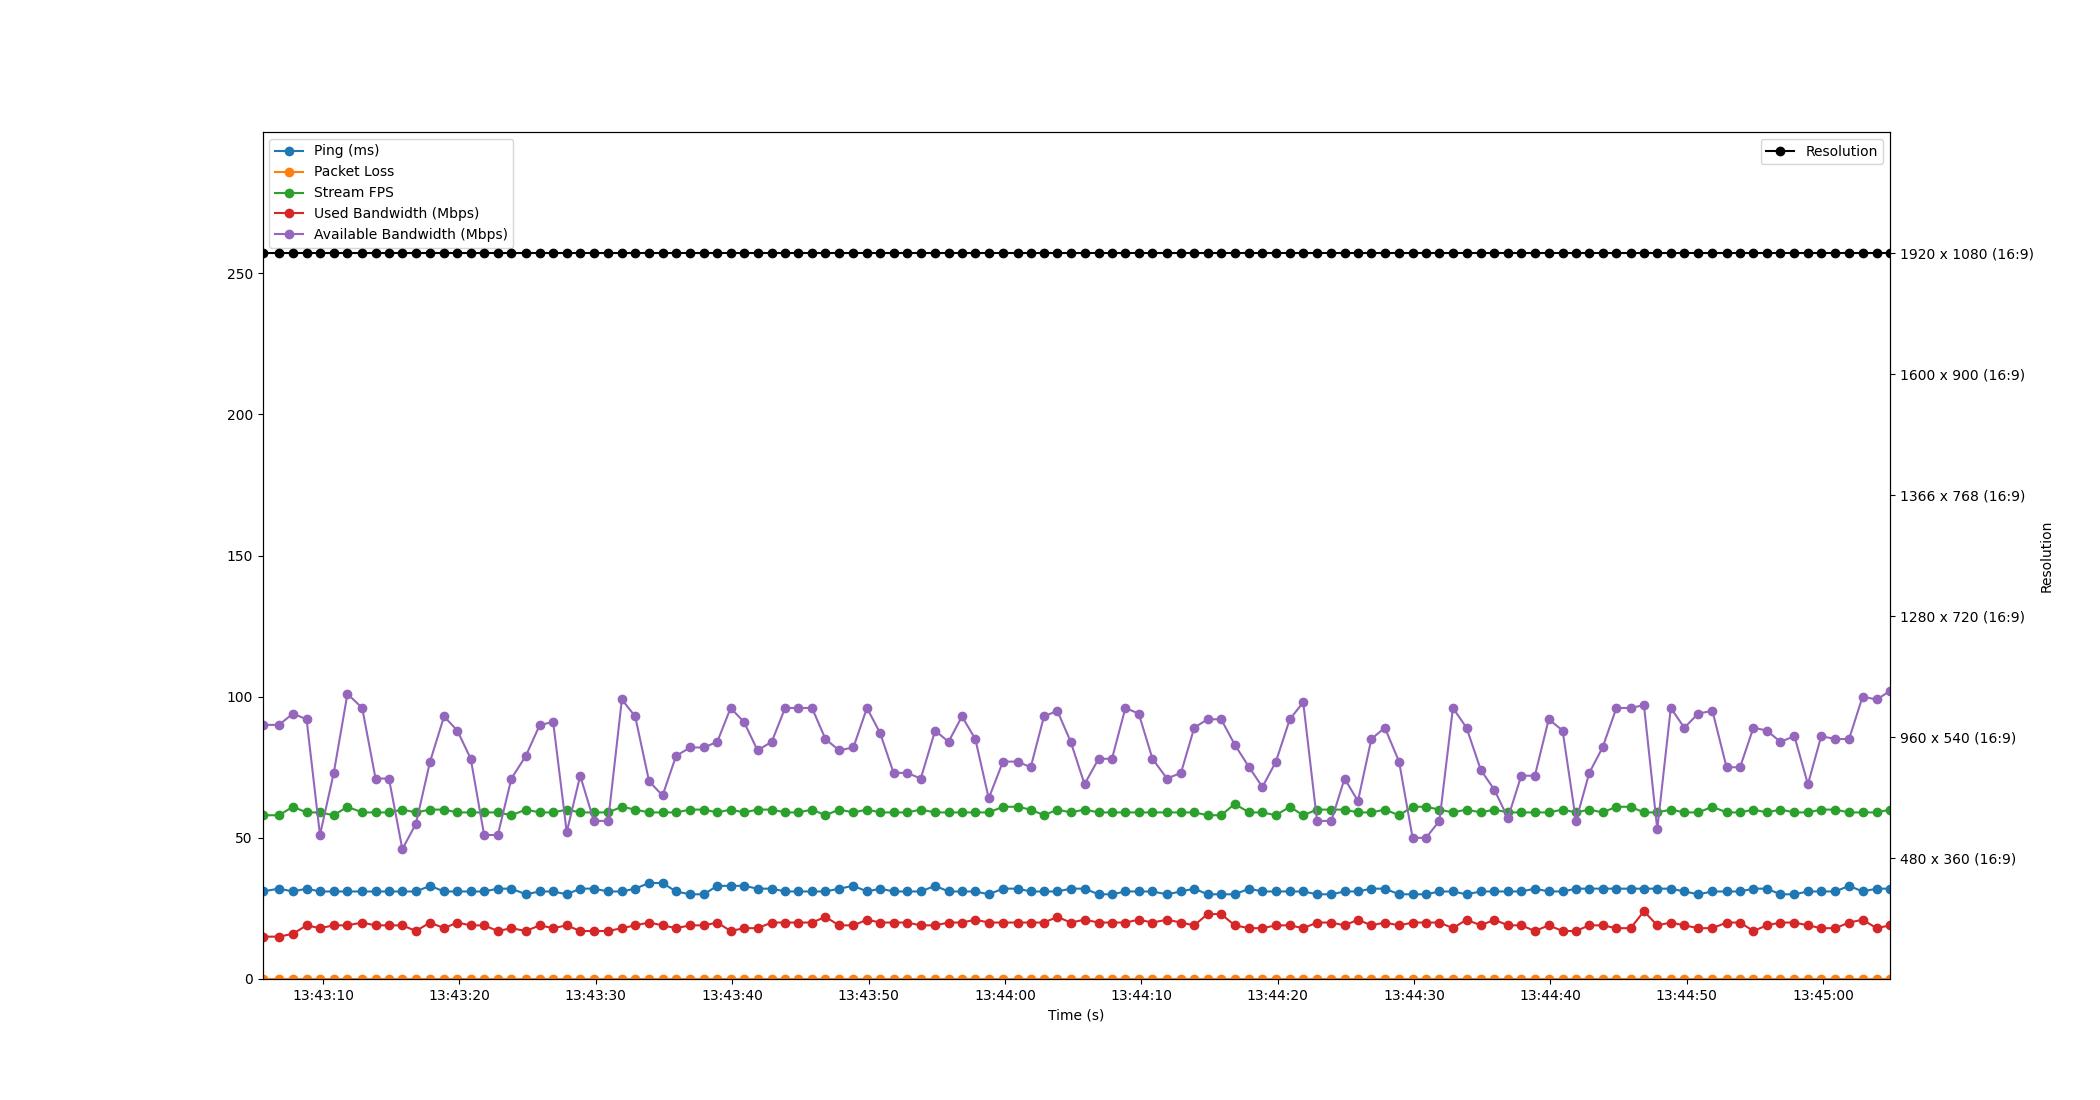 Ping (ms)
Packet Loss
Stream FPS
Used Bandwidth (Mbps)
Available Bandwidth (Mbps)
Resolution
250
200
150
100
50
0
1920 x 1080 (16:9)
1600 x 900 (16:9)
1366 x 768 (16:9)
1280 x 720 (16:9)
960 x 540 (16:9)
480 x 360 (16:9)
Resolution
13:43:10
13:43:20
13:43:30
13:43:40
13:43:50
13:44:00
13:44:10
13:44:20
13:44:30
13:44:40
13:44:50
13:45:00
Time (s)